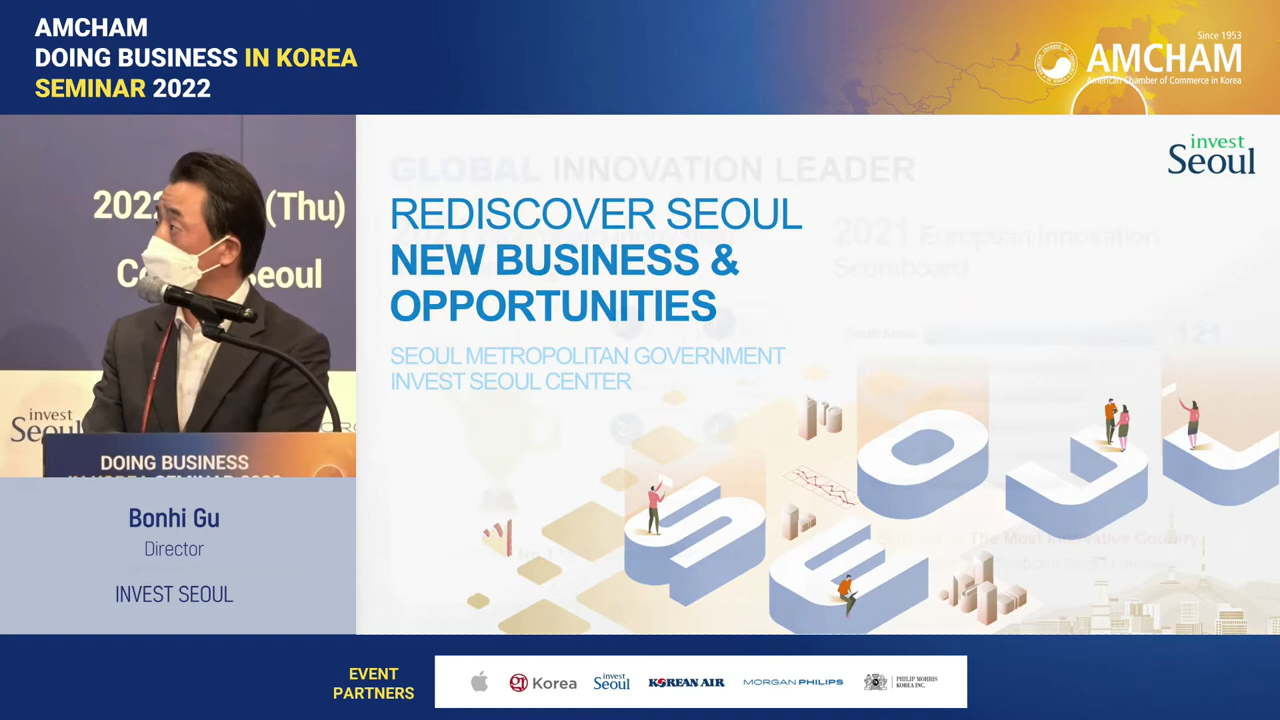 AMCHAM
DOING BUSINESS IN KOREA
SEMINAR 2022
Since 1953
AMCHAM
American Chamber of Commerce in Korea
2022 (Thu)
Seoul
invest
Seoul
DOING BUSINESS
Bonhi Gu
Director
INVEST SEOUL
invest
Seoul
GLOBAL INNOVATION LEADER
REDISCOVER SEOUL
NEW BUSINESS &
OPPORTUNITIES
2021 European Innovation
Scoreboard
SEOUL METROPOLITAN GOVERNMENT
INVEST SEOUL CENTER
The Most Innovative Country
SEOUL
EVENT
PARTNERS
Korea
invest
Seoul
KOREAN AIR
MORGAN PHILIPS
PHILIP MORRIS
KOREA INC.